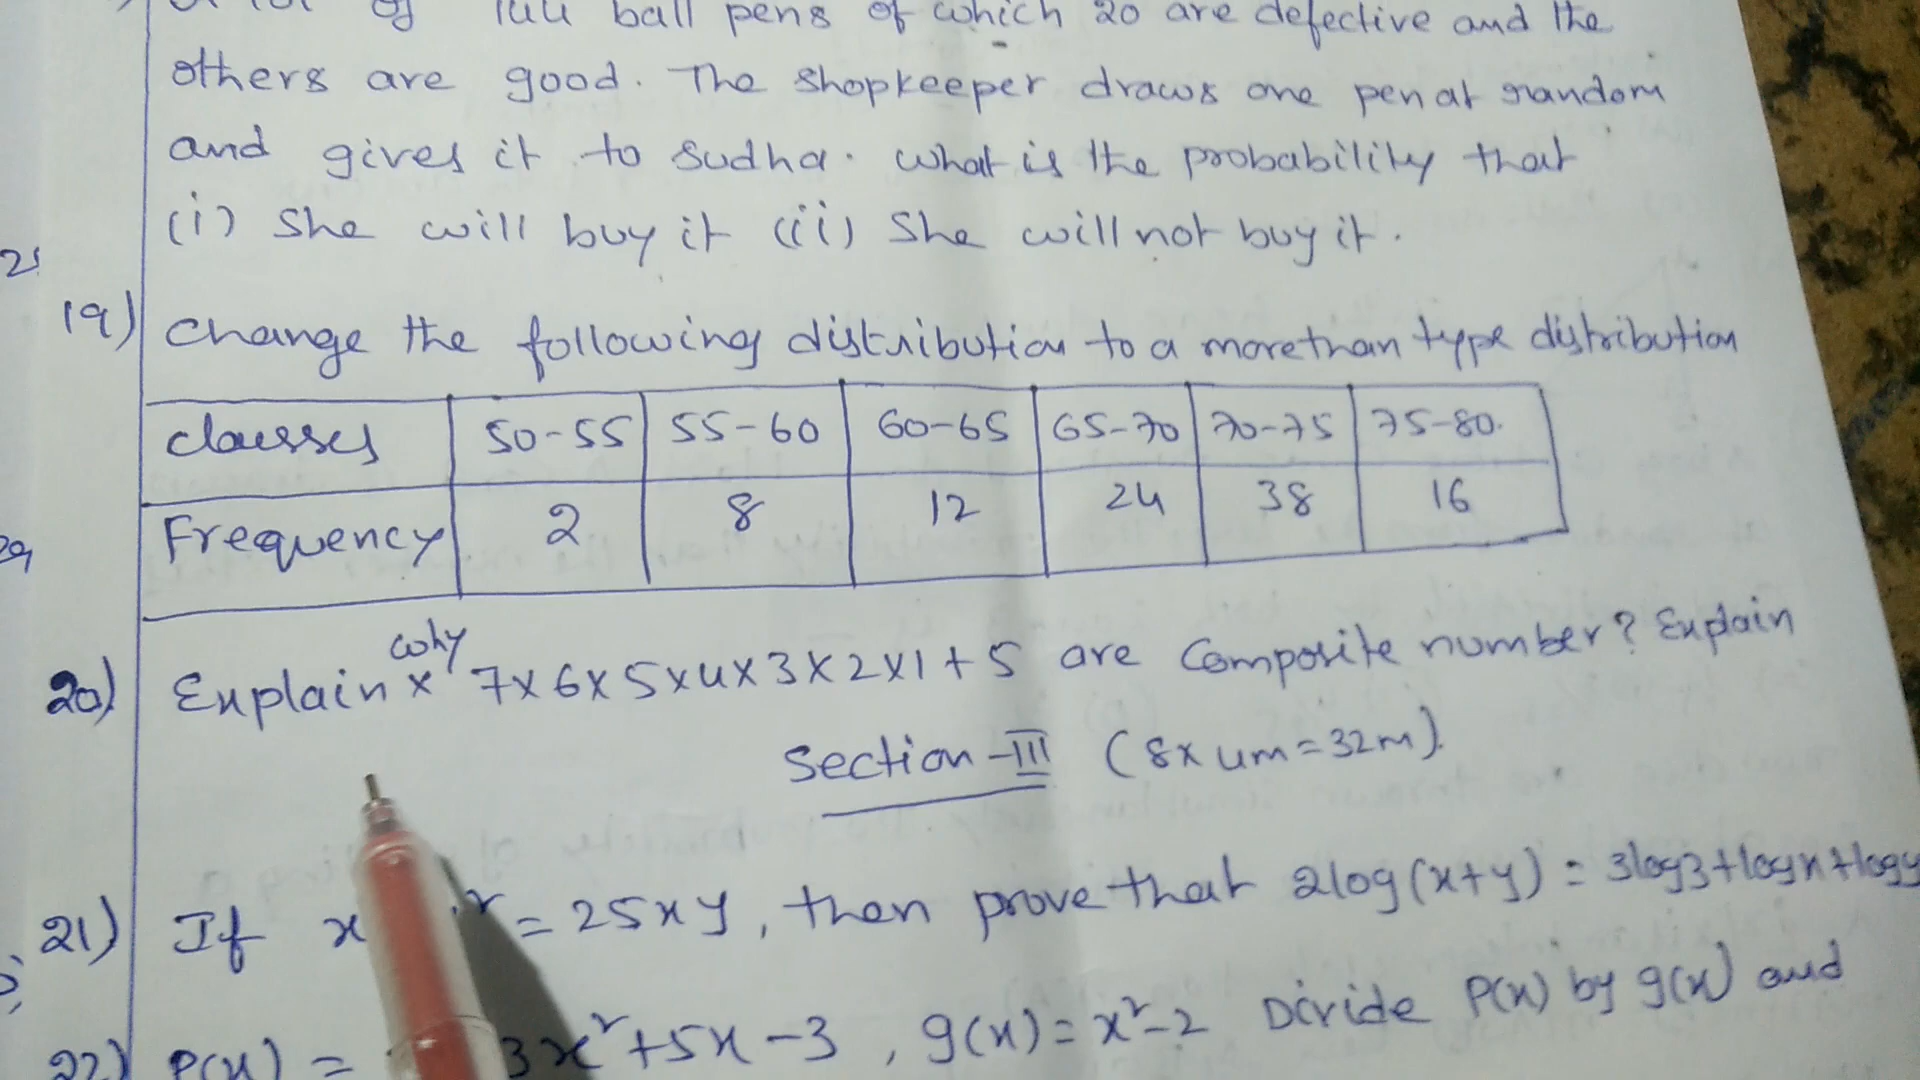 of 144 ball pens of which 20 are defective and the
others are good. The shopkeeper draws one pen at random
and gives it to Sudha. What is the probability that
(i) She will buy it (ii) She will not buy it.
19) Change the following distribution to a morethan type distribution
classes 50-55 55-60 60-65 65-70 70-75 75-80.
Frequency 2 8 12 24 38 16
20) Explain x why 7x6x5x4x3x2x1+5 are Composite number? Explain
Section-III (8x4m=32m).
21) If x = 25xy, then prove that 2log(x+y) = 3log3+logx+logy
22) P(x) = 3x²+5x-3, g(x)=x²-2 Divide P(x) by g(x) and